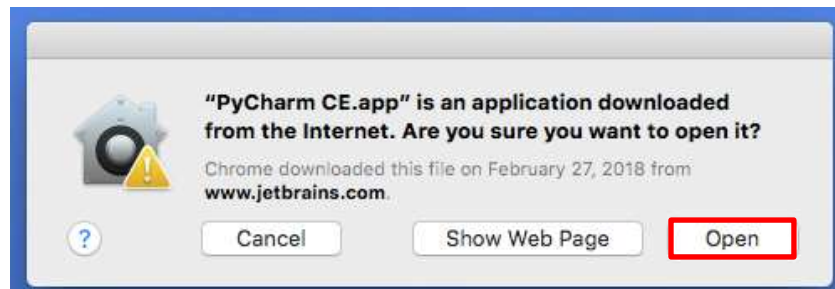 “PyCharm CE.app” is an application downloaded
from the Internet. Are you sure you want to open it?
Chrome downloaded this file on February 27, 2018 from
www.jetbrains.com.
?
Cancel
Show Web Page
Open